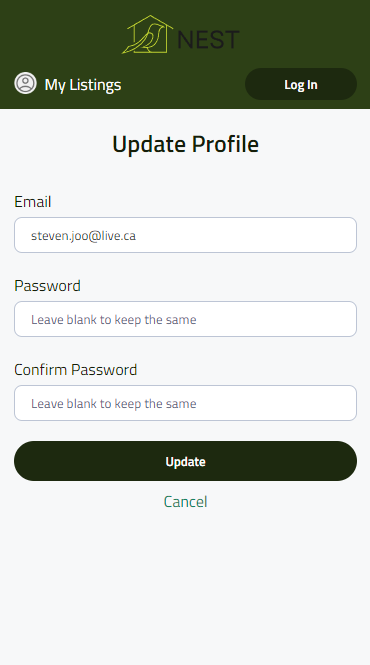 NEST
My Listings
Log In
Update Profile
Email
steven.joo@live.ca
Password
Leave blank to keep the same
Confirm Password
Leave blank to keep the same
Update
Cancel